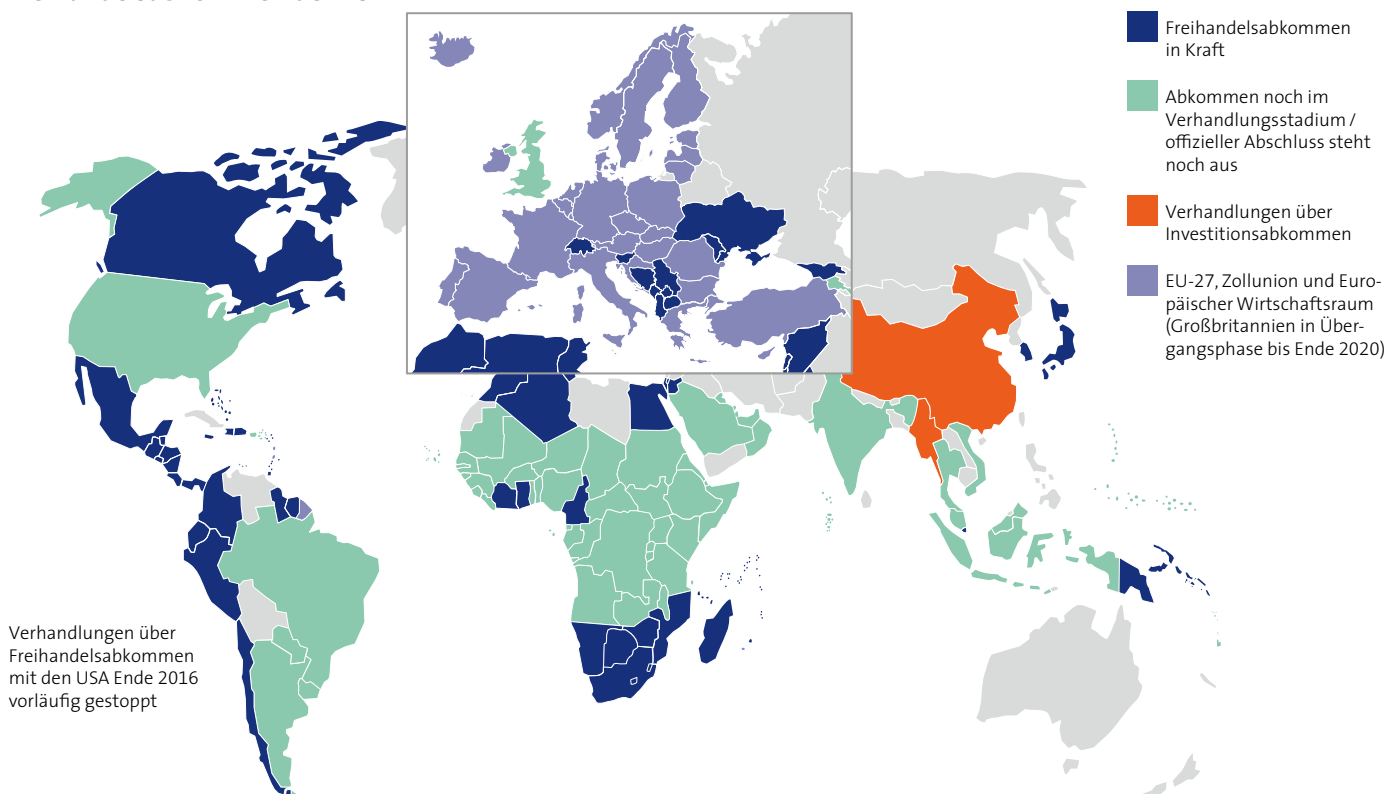 Freihandelsabkommen
in Kraft
Abkommen noch im
Verhandlungsstadium /
offizieller Abschluss steht
noch aus
Verhandlungen über
Investitionsabkommen
EU-27, Zollunion und Euro-
päischer Wirtschaftsraum
(Großbritannien in Über-
gangsphase bis Ende 2020)
Verhandlungen über
Freihandelsabkommen
mit den USA Ende 2016
vorläufig gestoppt